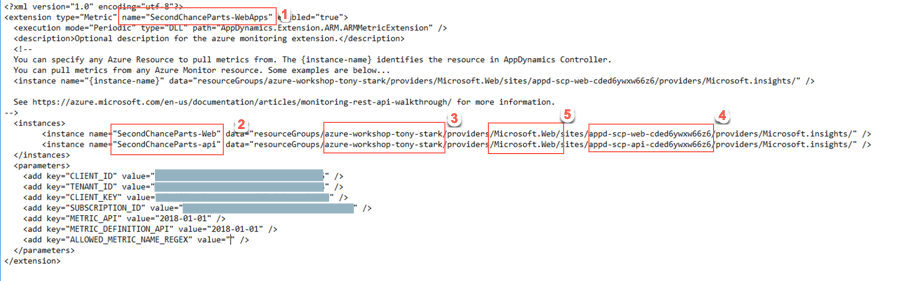 <?xml version="1.0" encoding="utf-8"?>
<extension type="Metric" name="SecondChanceParts-WebApps" enabled="true"> 1
<execution mode="Periodic" type="DLL" path="AppDynamics.Extension.ARM.ARMMetricExtension" />
<description>Optional description for the azure monitoring extension.</description>
<!--
You can specify any Azure Resource to pull metrics from. The {instance-name} identifies the resource in AppDynamics Controller.
You can pull metrics from any Azure Monitor resource. Some examples are below...
<instance name="{instance-name}" data="resourceGroups/azure-workshop-tony-stark/providers/Microsoft.Web/sites/appd-scp-web-cded6ywxw66z6/providers/Microsoft.insights/" />
See https://azure.microsoft.com/en-us/documentation/articles/monitoring-rest-api-walkthrough/ for more information.
-->
<instances> 2 3 5 4
<instance name="SecondChanceParts-Web" data="resourceGroups/azure-workshop-tony-stark/providers/Microsoft.Web/sites/appd-scp-web-cded6ywxw66z6/providers/Microsoft.insights/" />
<instance name="SecondChanceParts-api" data="resourceGroups/azure-workshop-tony-stark/providers/Microsoft.Web/sites/appd-scp-api-cded6ywxw66z6/providers/Microsoft.insights/" />
</instances>
<parameters>
<add key="CLIENT_ID" value=" " />
<add key="TENANT_ID" value=" " />
<add key="CLIENT_KEY" value=" " />
<add key="SUBSCRIPTION_ID" value=" " />
<add key="METRIC_API" value="2018-01-01" />
<add key="METRIC_DEFINITION_API" value="2018-01-01" />
<add key="ALLOWED_METRIC_NAME_REGEX" value="" />
</parameters>
</extension>